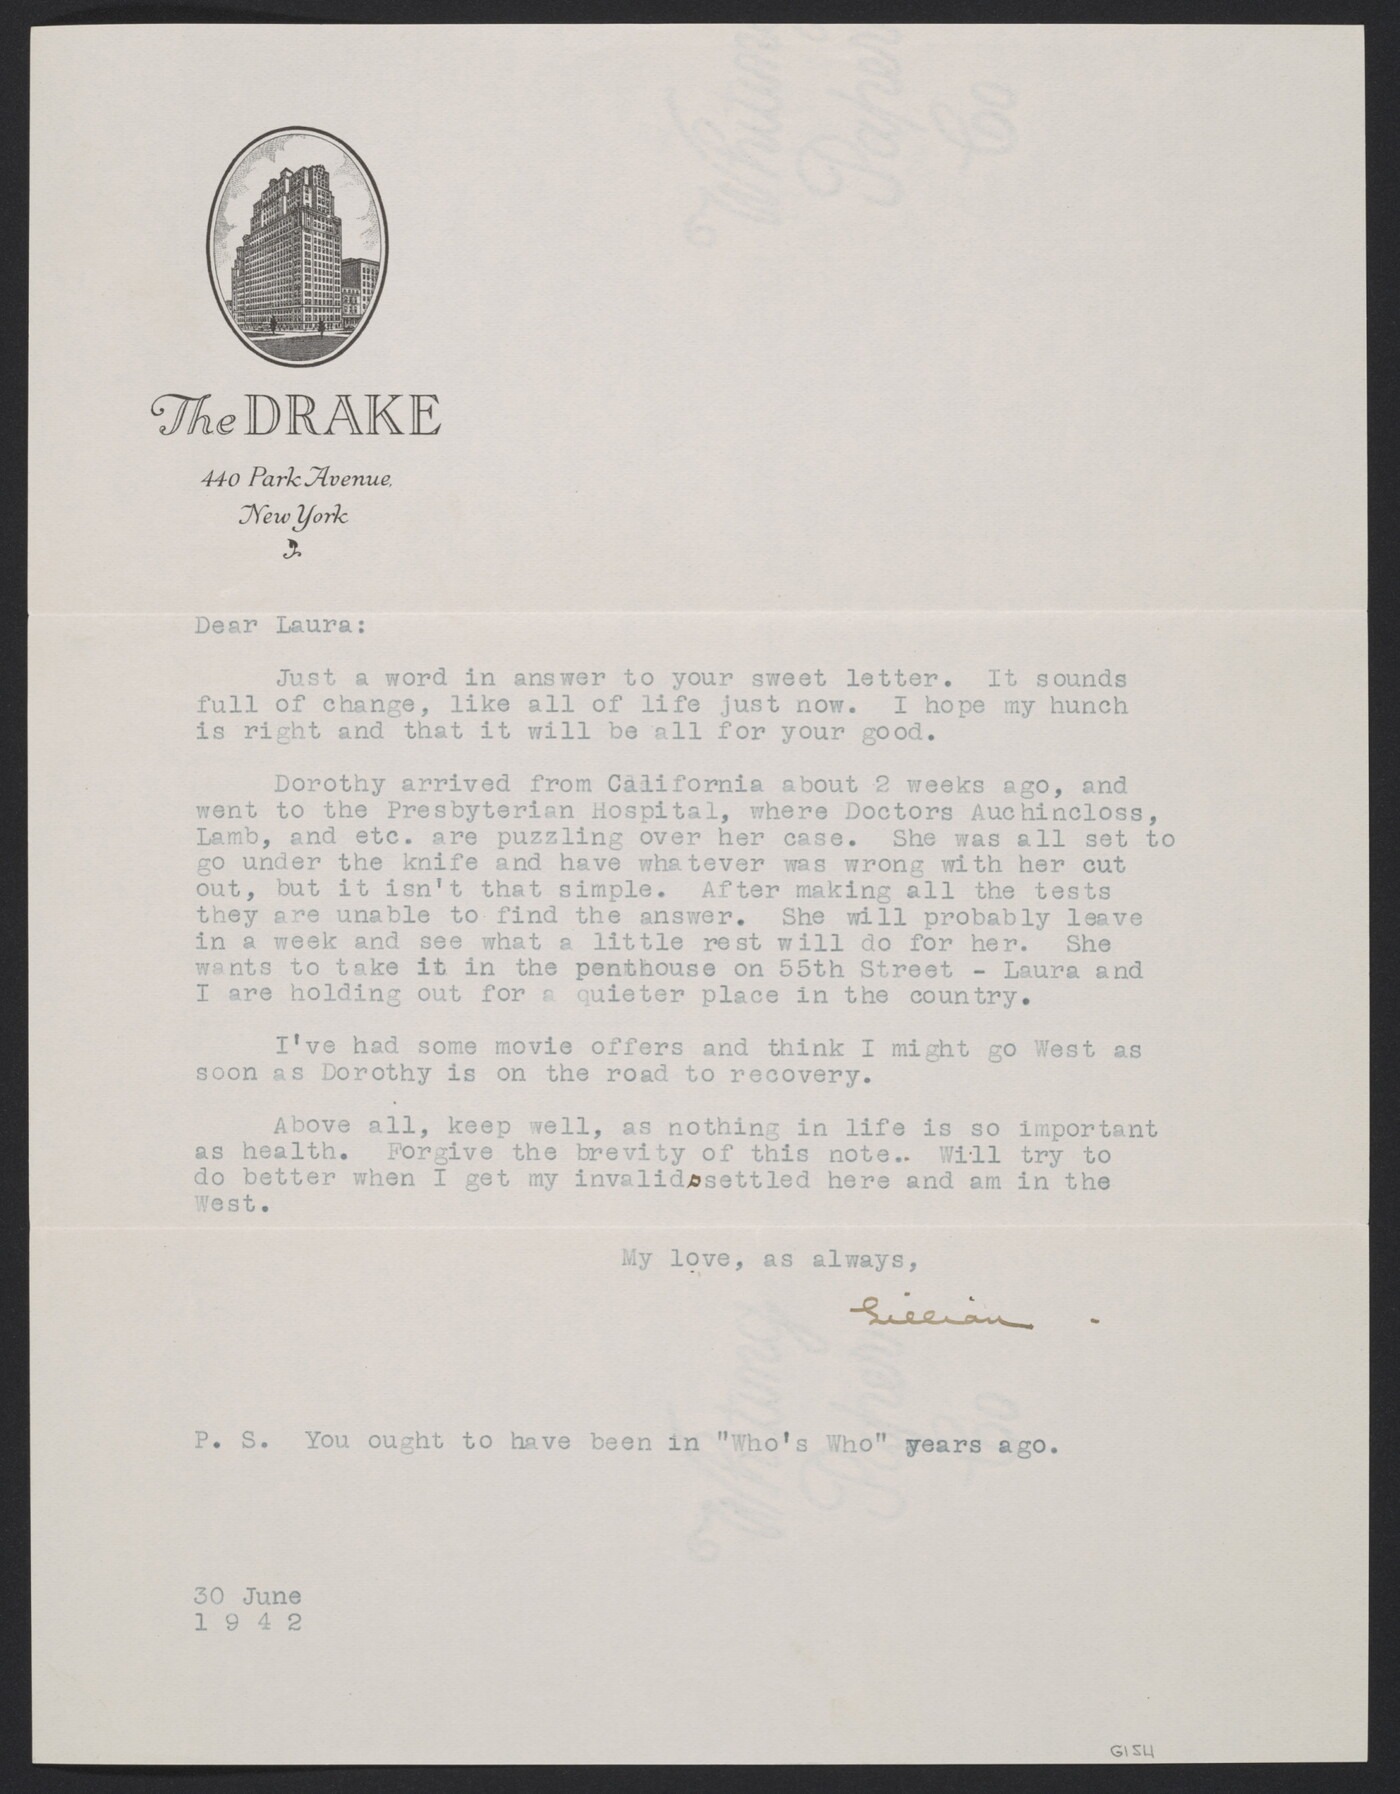 The DRAKE
440 Park Avenue,
New York
Dear Laura:
Just a word in answer to your sweet letter. It sounds
full of change, like all of life just now. I hope my hunch
is right and that it will be all for your good.
Dorothy arrived from California about 2 weeks ago, and
went to the Presbyterian Hospital, where Doctors Auchincloss,
Lamb, and etc. are puzzling over her case. She was all set to
go under the knife and have whatever was wrong with her cut
out, but it isn't that simple. After making all the tests
they are unable to find the answer. She will probably leave
in a week and see what a little rest will do for her. She
wants to take it in the penthouse on 55th Street - Laura and
I are holding out for a quieter place in the country.
I've had some movie offers and think I might go West as
soon as Dorothy is on the road to recovery.
Above all, keep well, as nothing in life is so important
as health. Forgive the brevity of this note.. Will try to
do better when I get my invalids settled here and am in the
West.
My love, as always,
Lillian .
P. S. You ought to have been in "Who's Who" years ago.
30 June
1 9 4 2
G154
Whiting
Paper
Co